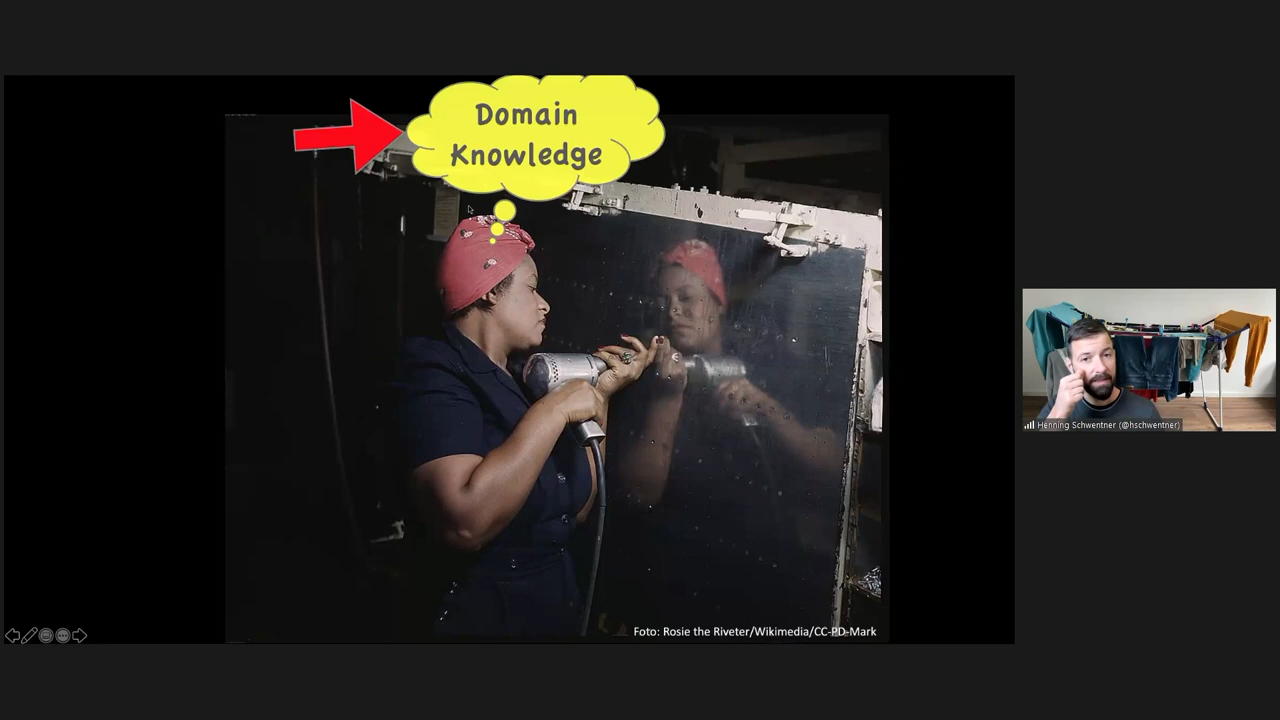 Domain
Knowledge
Foto: Rosie the Riveter/Wikimedia/CC-PD-Mark
Henning Schwentner (@hschwentner)